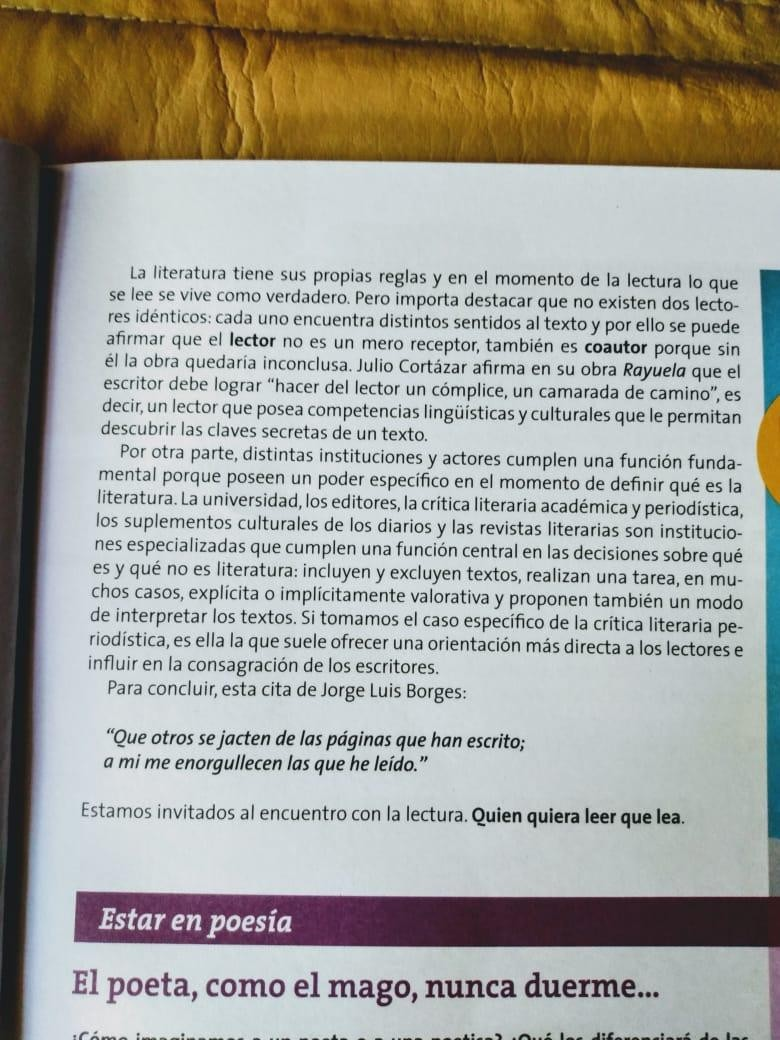 La literatura tiene sus propias reglas y en el momento de la lectura lo que
se lee se vive como verdadero. Pero importa destacar que no existen dos lecto-
res idénticos: cada uno encuentra distintos sentidos al texto y por ello se puede
afirmar que el lector no es un mero receptor, también es coautor porque sin
él la obra quedaría inconclusa. Julio Cortázar afirma en su obra Rayuela que el
escritor debe lograr “hacer del lector un cómplice, un camarada de camino”, es
decir, un lector que posea competencias lingüísticas y culturales que le permitan
descubrir las claves secretas de un texto.
Por otra parte, distintas instituciones y actores cumplen una función funda-
mental porque poseen un poder específico en el momento de definir qué es la
literatura. La universidad, los editores, la crítica literaria académica y periodística,
los suplementos culturales de los diarios y las revistas literarias son institucio-
nes especializadas que cumplen una función central en las decisiones sobre qué
es y qué no es literatura: incluyen y excluyen textos, realizan una tarea, en mu-
chos casos, explícita o implícitamente valorativa y proponen también un modo
de interpretar los textos. Si tomamos el caso específico de la crítica literaria pe-
riodística, es ella la que suele ofrecer una orientación más directa a los lectores e
influir en la consagración de los escritores.
Para concluir, esta cita de Jorge Luis Borges:
“Que otros se jacten de las páginas que han escrito;
a mi me enorgullecen las que he leído.”
Estamos invitados al encuentro con la lectura. Quien quiera leer que lea.
Estar en poesía
El poeta, como el mago, nunca duerme...
¿Cómo imaginamos a un poeta o a una poetisa? ¿Qué los diferenciará de las